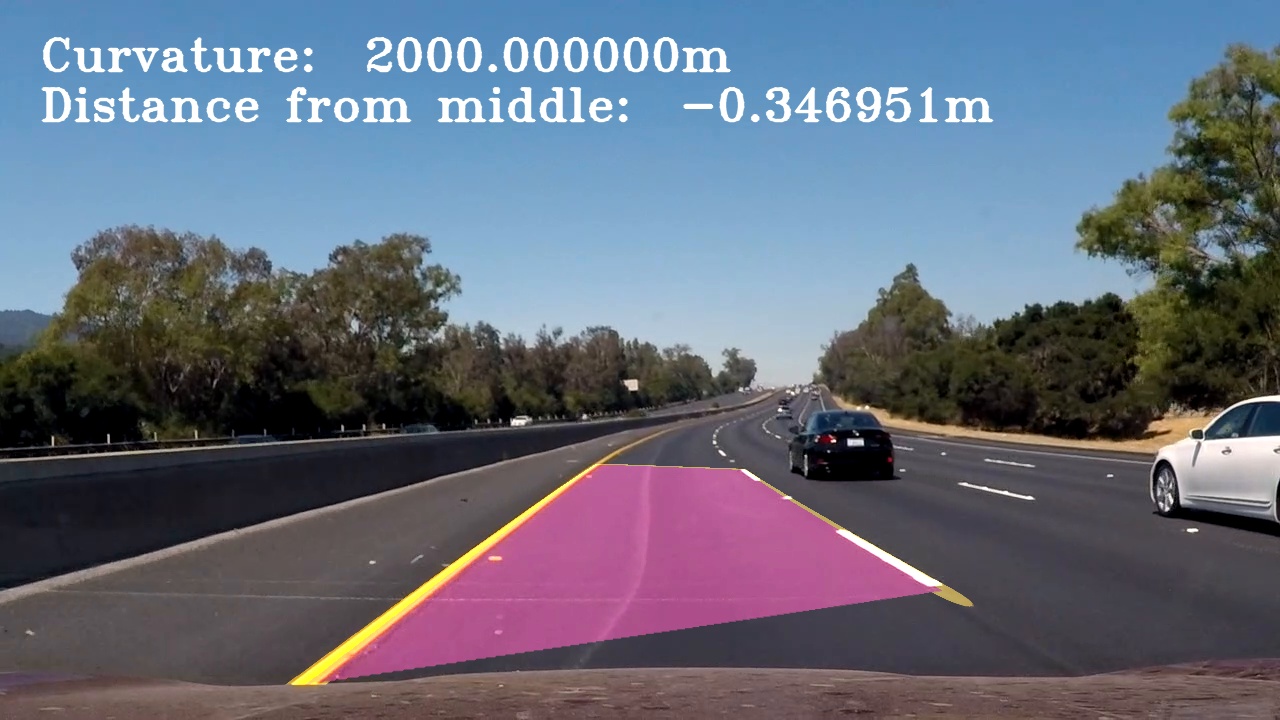 Curvature: 2000.000000m
Distance from middle: −0.346951m